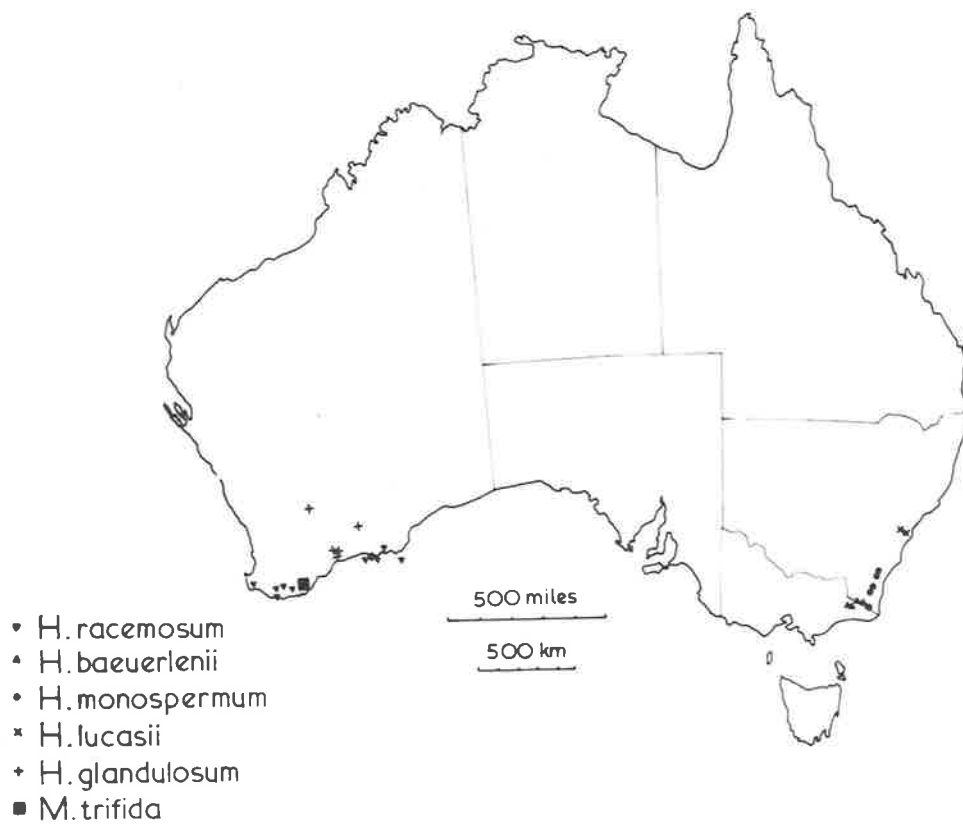 500 miles
500 km
H. racemosum
H. baeuerlenii
H. monospermum
H. lucasii
H. glandulosum
M. trifida